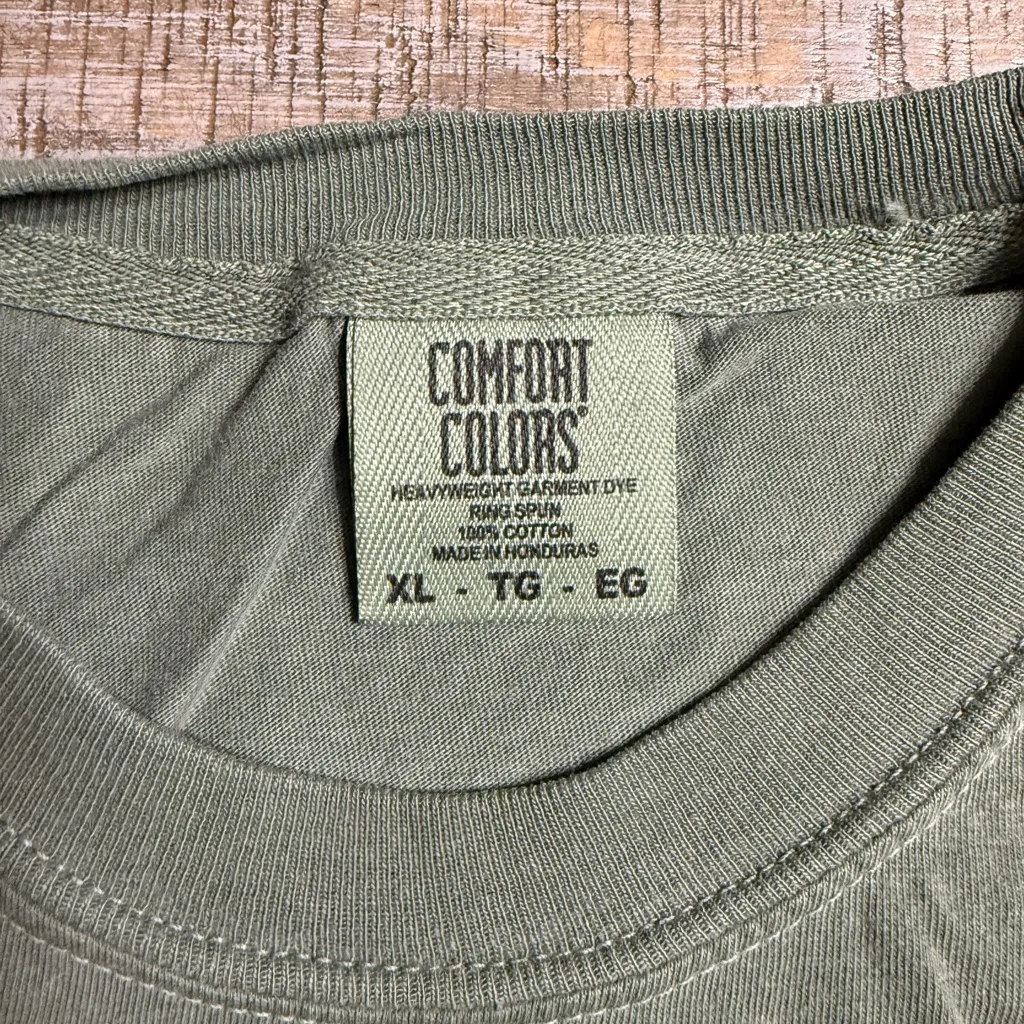 COMFORT
COLORS®
HEAVYWEIGHT GARMENT DYE
RING SPUN
100% COTTON
MADE IN HONDURAS
XL - TG - EG